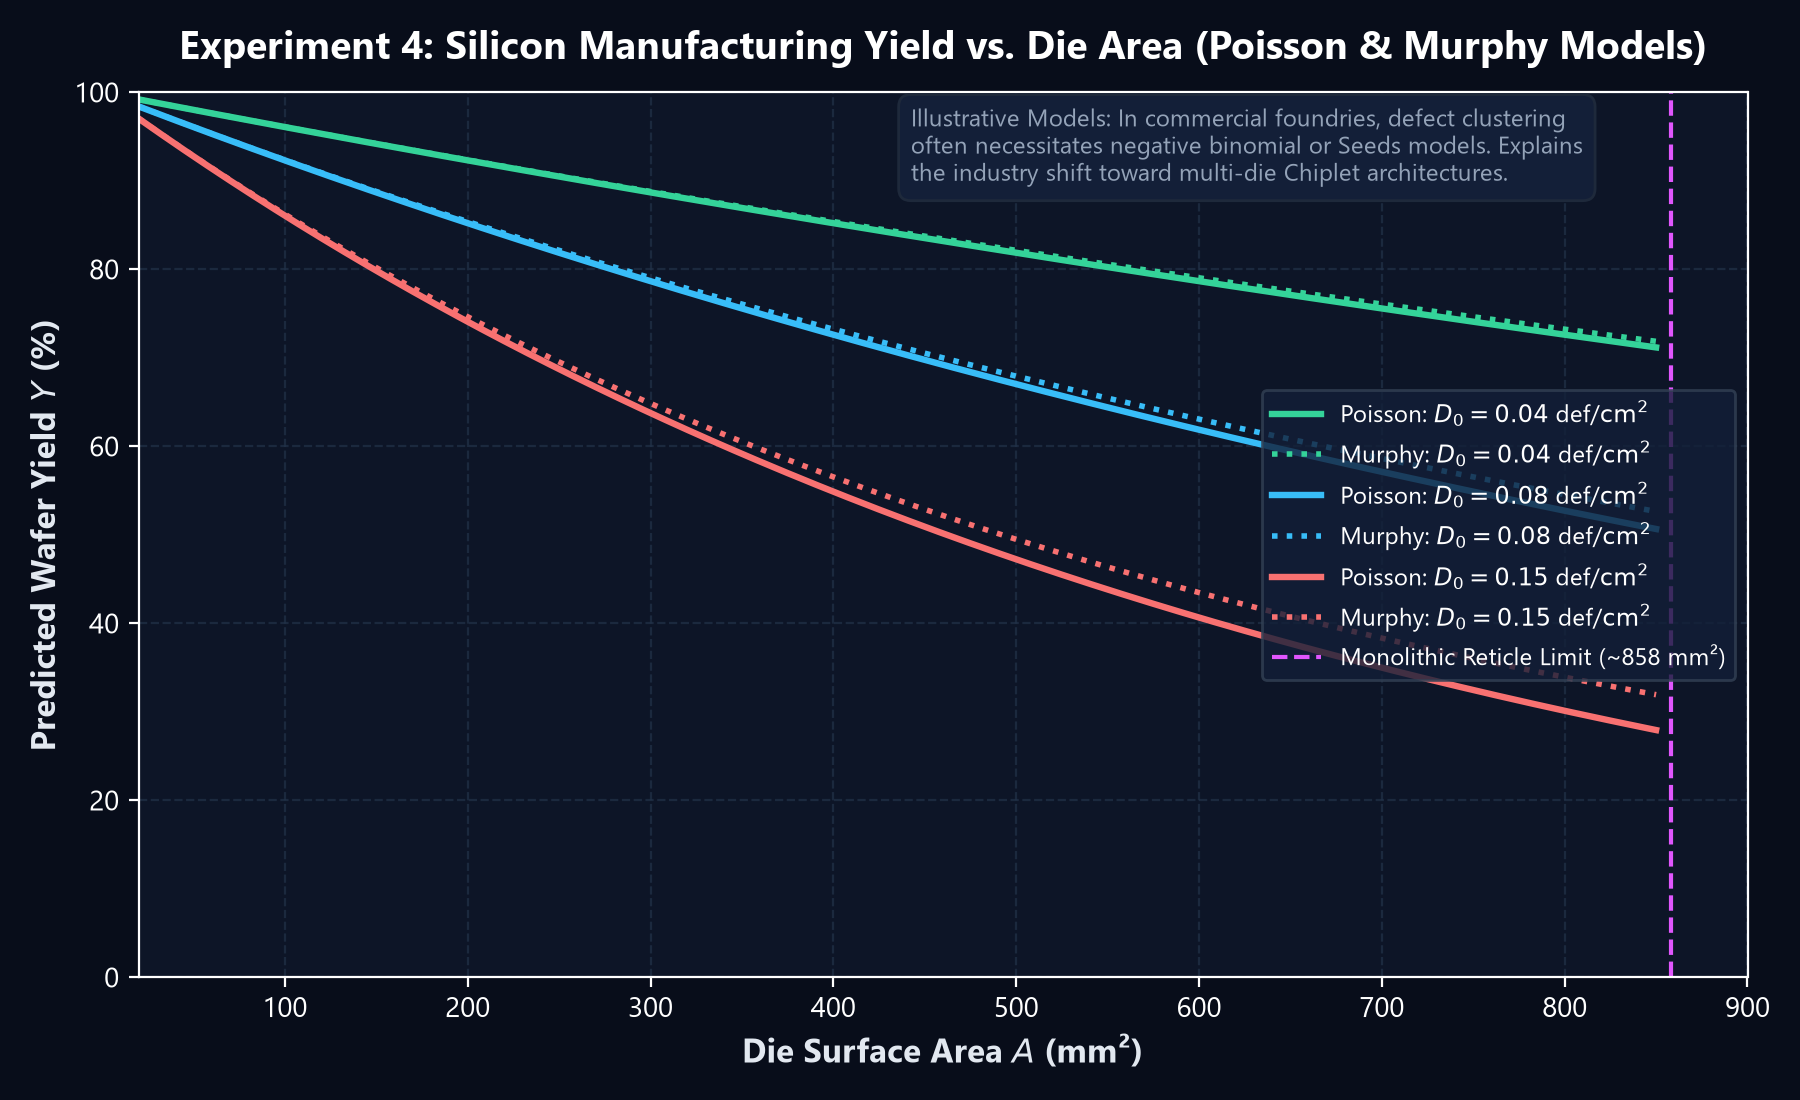 Experiment 4: Silicon Manufacturing Yield vs. Die Area (Poisson & Murphy Models)
Illustrative Models: In commercial foundries, defect clustering
often necessitates negative binomial or Seeds models. Explains
the industry shift toward multi-die Chiplet architectures.
Predicted Wafer Yield Y (%)
100
80
60
40
20
0
Poisson: D₀ = 0.04 def/cm²
Murphy: D₀ = 0.04 def/cm²
Poisson: D₀ = 0.08 def/cm²
Murphy: D₀ = 0.08 def/cm²
Poisson: D₀ = 0.15 def/cm²
Murphy: D₀ = 0.15 def/cm²
Monolithic Reticle Limit (~858 mm²)
100 200 300 400 500 600 700 800 900
Die Surface Area A (mm²)